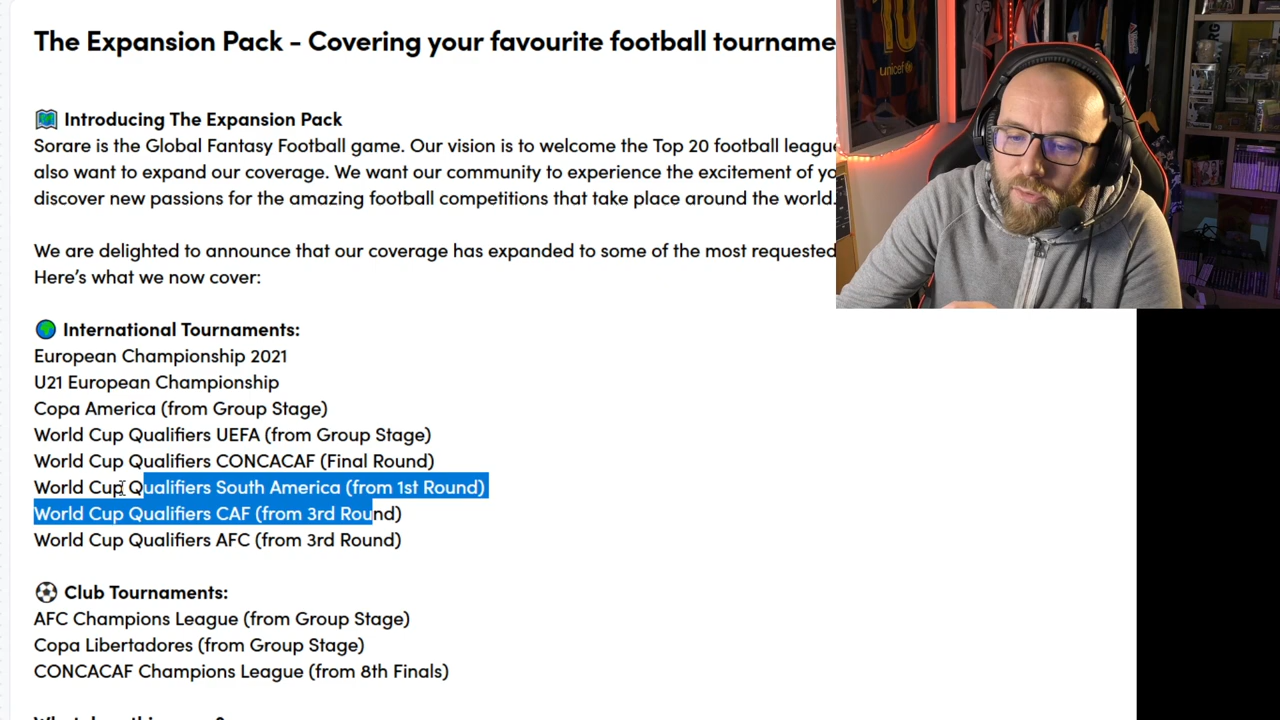 The Expansion Pack - Covering your favourite football tourname
Introducing The Expansion Pack
Sorare is the Global Fantasy Football game. Our vision is to welcome the Top 20 football league
also want to expand our coverage. We want our community to experience the excitement of yo
discover new passions for the amazing football competitions that take place around the world.
We are delighted to announce that our coverage has expanded to some of the most requested
Here's what we now cover:
International Tournaments:
European Championship 2021
U21 European Championship
Copa America (from Group Stage)
World Cup Qualifiers UEFA (from Group Stage)
World Cup Qualifiers CONCACAF (Final Round)
World Cup Qualifiers South America (from 1st Round)
World Cup Qualifiers CAF (from 3rd Round)
World Cup Qualifiers AFC (from 3rd Round)
Club Tournaments:
AFC Champions League (from Group Stage)
Copa Libertadores (from Group Stage)
CONCACAF Champions League (from 8th Finals)
10
unicef